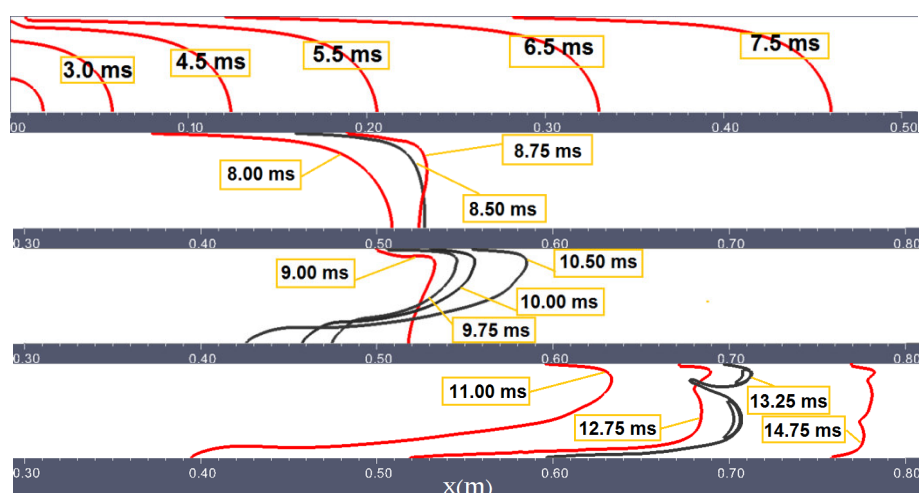 3.0 ms
4.5 ms
5.5 ms
6.5 ms
7.5 ms
00 0.10 0.20 0.30 0.40 0.50
8.00 ms
8.75 ms
8.50 ms
0.30 0.40 0.50 0.60 0.70 0.80
9.00 ms
10.50 ms
10.00 ms
9.75 ms
0.30 0.40 0.50 0.60 0.70 0.80
11.00 ms
12.75 ms
13.25 ms
14.75 ms
0.30 0.40 0.50 0.60 0.70 0.80
x(m)